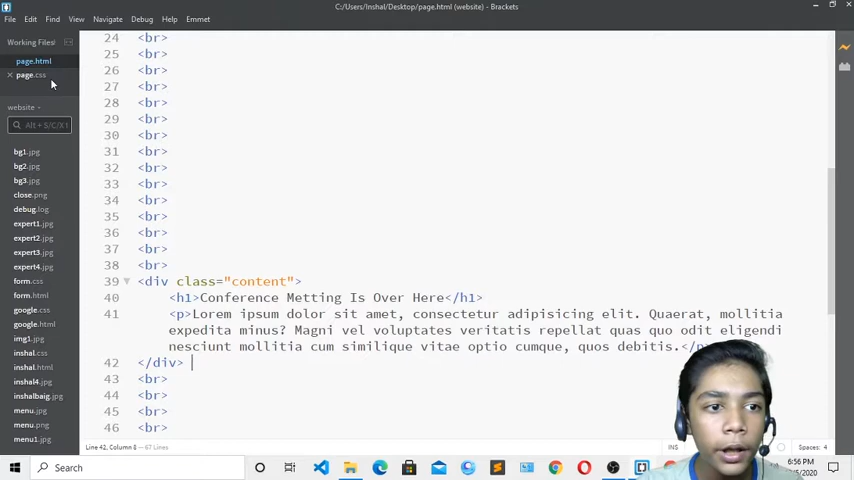 C:/Users/Inshal/Desktop/page.html (website) - Brackets
File Edit Find View Navigate Debug Help Emmet
Working Files
page.html
page.css
website
Alt + S/C/X t
bg1.jpg
bg2.jpg
bg3.jpg
close.png
debug.log
expert1.jpg
expert2.jpg
expert3.jpg
expert4.jpg
form.css
form.html
google.css
google.html
img1.jpg
inshal.css
inshal.html
inshal4.jpg
inshalbaig.jpg
menu.jpg
menu.png
menu1.jpg
24 <br>
25 <br>
26 <br>
27 <br>
28 <br>
29 <br>
30 <br>
31 <br>
32 <br>
33 <br>
34 <br>
35 <br>
36 <br>
37 <br>
38 <br>
39 <div class="content">
40 <h1>Conference Metting Is Over Here</h1>
41 <p>Lorem ipsum dolor sit amet, consectetur adipisicing elit. Quaerat, mollitia
expedita minus? Magni vel voluptates veritatis repellat quas quo odit eligendi
nesciunt mollitia cum similique vitae optio cumque, quos debitis.</p
42 </div>
43 <br>
44 <br>
45 <br>
46 <br>
Line 42, Column 8 — 67 Lines
INS
Spaces: 4
Search
6:56 PM
/5/2020